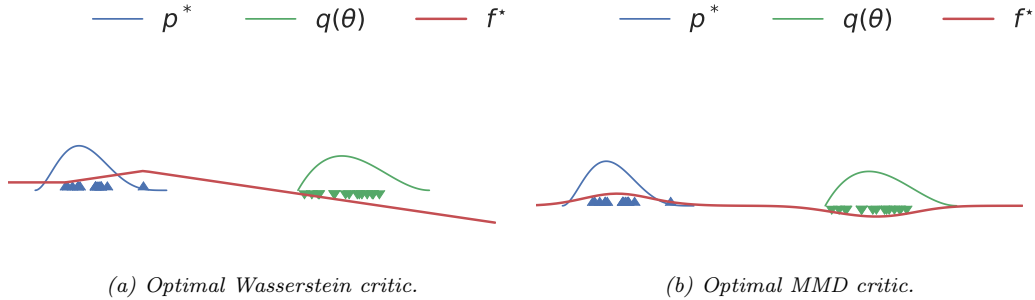 p* q(θ) f⋆ p* q(θ) f⋆
(a) Optimal Wasserstein critic. (b) Optimal MMD critic.